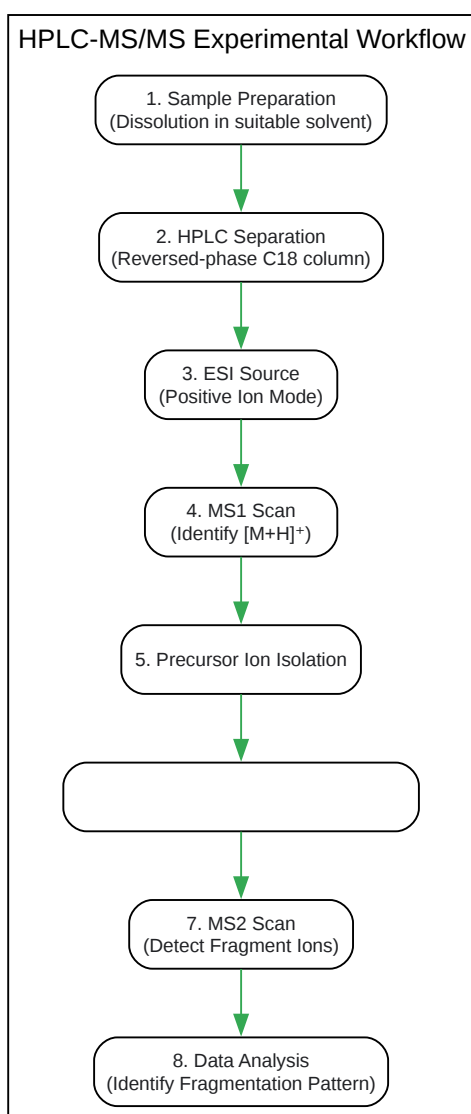 HPLC-MS/MS Experimental Workflow
1. Sample Preparation
(Dissolution in suitable solvent)
2. HPLC Separation
(Reversed-phase C18 column)
3. ESI Source
(Positive Ion Mode)
4. MS1 Scan
(Identify [M+H]⁺)
5. Precursor Ion Isolation
7. MS2 Scan
(Detect Fragment Ions)
8. Data Analysis
(Identify Fragmentation Pattern)